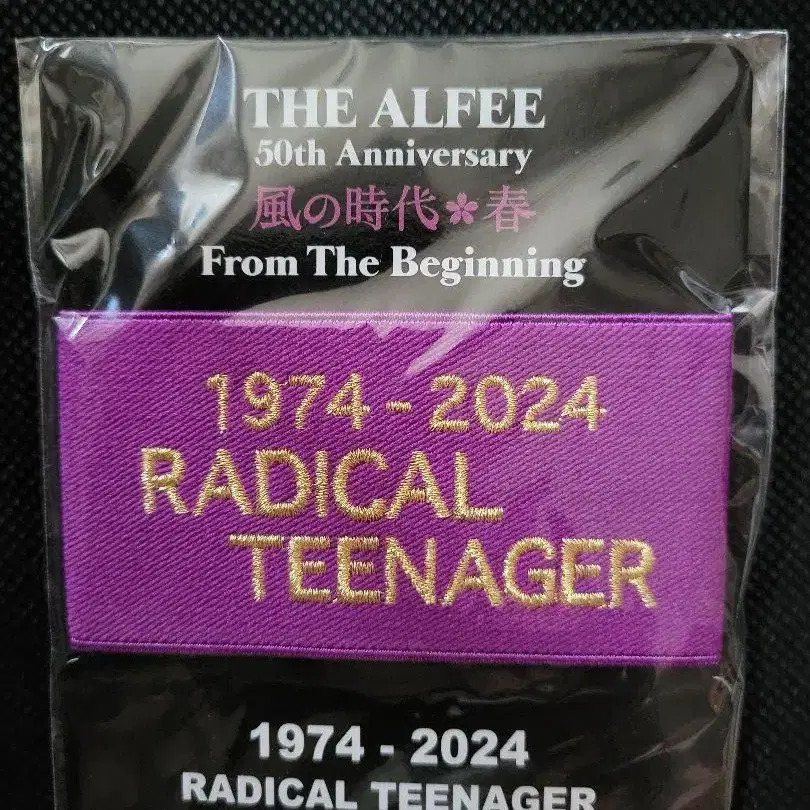 THE ALFEE
50th Anniversary
風の時代✽春
From The Beginning
1974-2024
RADICAL
TEENAGER
1974 - 2024
RADICAL TEENAGER